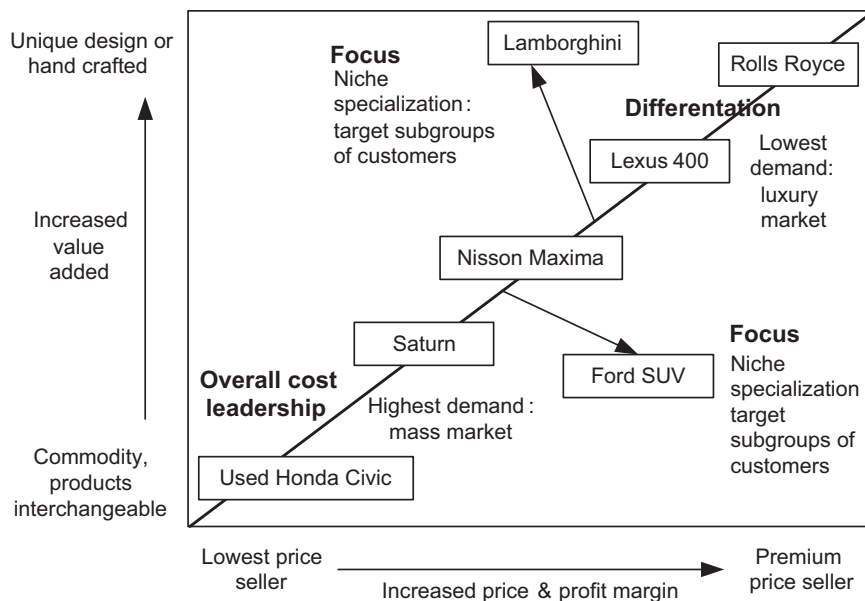 Unique design or
hand crafted
Increased
value
added
Commodity,
products
interchangeable
Focus
Niche
specialization :
target subgroups
of customers
Lamborghini
Rolls Royce
Differentation
Lexus 400
Lowest
demand:
luxury
market
Nisson Maxima
Saturn
Focus
Niche
specialization
target
subgroups of
customers
Ford SUV
Overall cost
leadership
Highest demand :
mass market
Used Honda Civic
Lowest price
seller
Increased price & profit margin
Premium
price seller